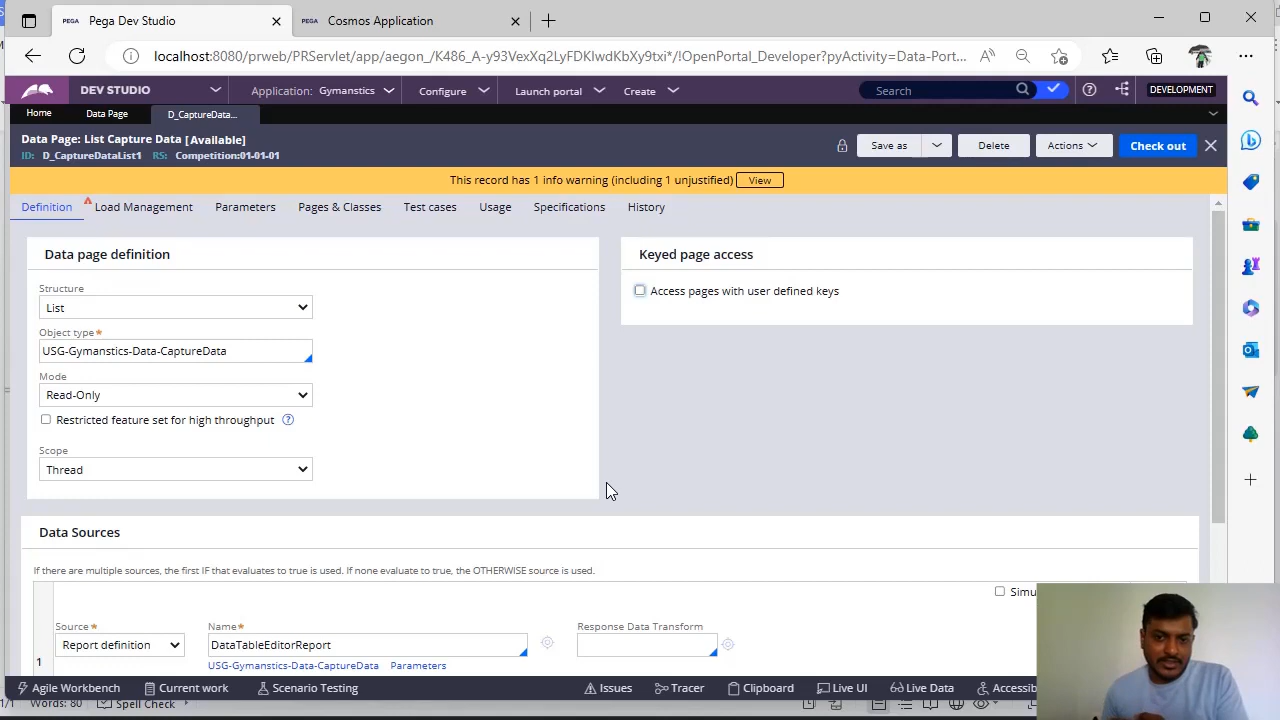 PEGA Pega Dev Studio
PEGA Cosmos Application
localhost:8080/prweb/PRServlet/app/aegon_/K486_A-y93VexXq2LyFDKIwdKbXy9txi*/!OpenPortal_Developer?pyActivity=Data-Port...
DEV STUDIO Application: Gymanstics Configure Launch portal Create Search DEVELOPMENT
Home Data Page D_CaptureData...
Data Page: List Capture Data [Available]
ID: D_CaptureDataList1 RS: Competition:01-01-01
Save as Delete Actions Check out
This record has 1 info warning (including 1 unjustified) View
Definition Load Management Parameters Pages & Classes Test cases Usage Specifications History
Data page definition
Keyed page access
Structure
List
Access pages with user defined keys
Object type*
USG-Gymanstics-Data-CaptureData
Mode
Read-Only
Restricted feature set for high throughput
Scope
Thread
Data Sources
If there are multiple sources, the first IF that evaluates to true is used. If none evaluate to true, the OTHERWISE source is used.
Simu
Source* Name* Response Data Transform
Report definition DataTableEditorReport
1 USG-Gymanstics-Data-CaptureData Parameters
Agile Workbench Current work Scenario Testing Issues Tracer Clipboard Live UI Live Data Accessib
1/1 Words: 80 Spell Check